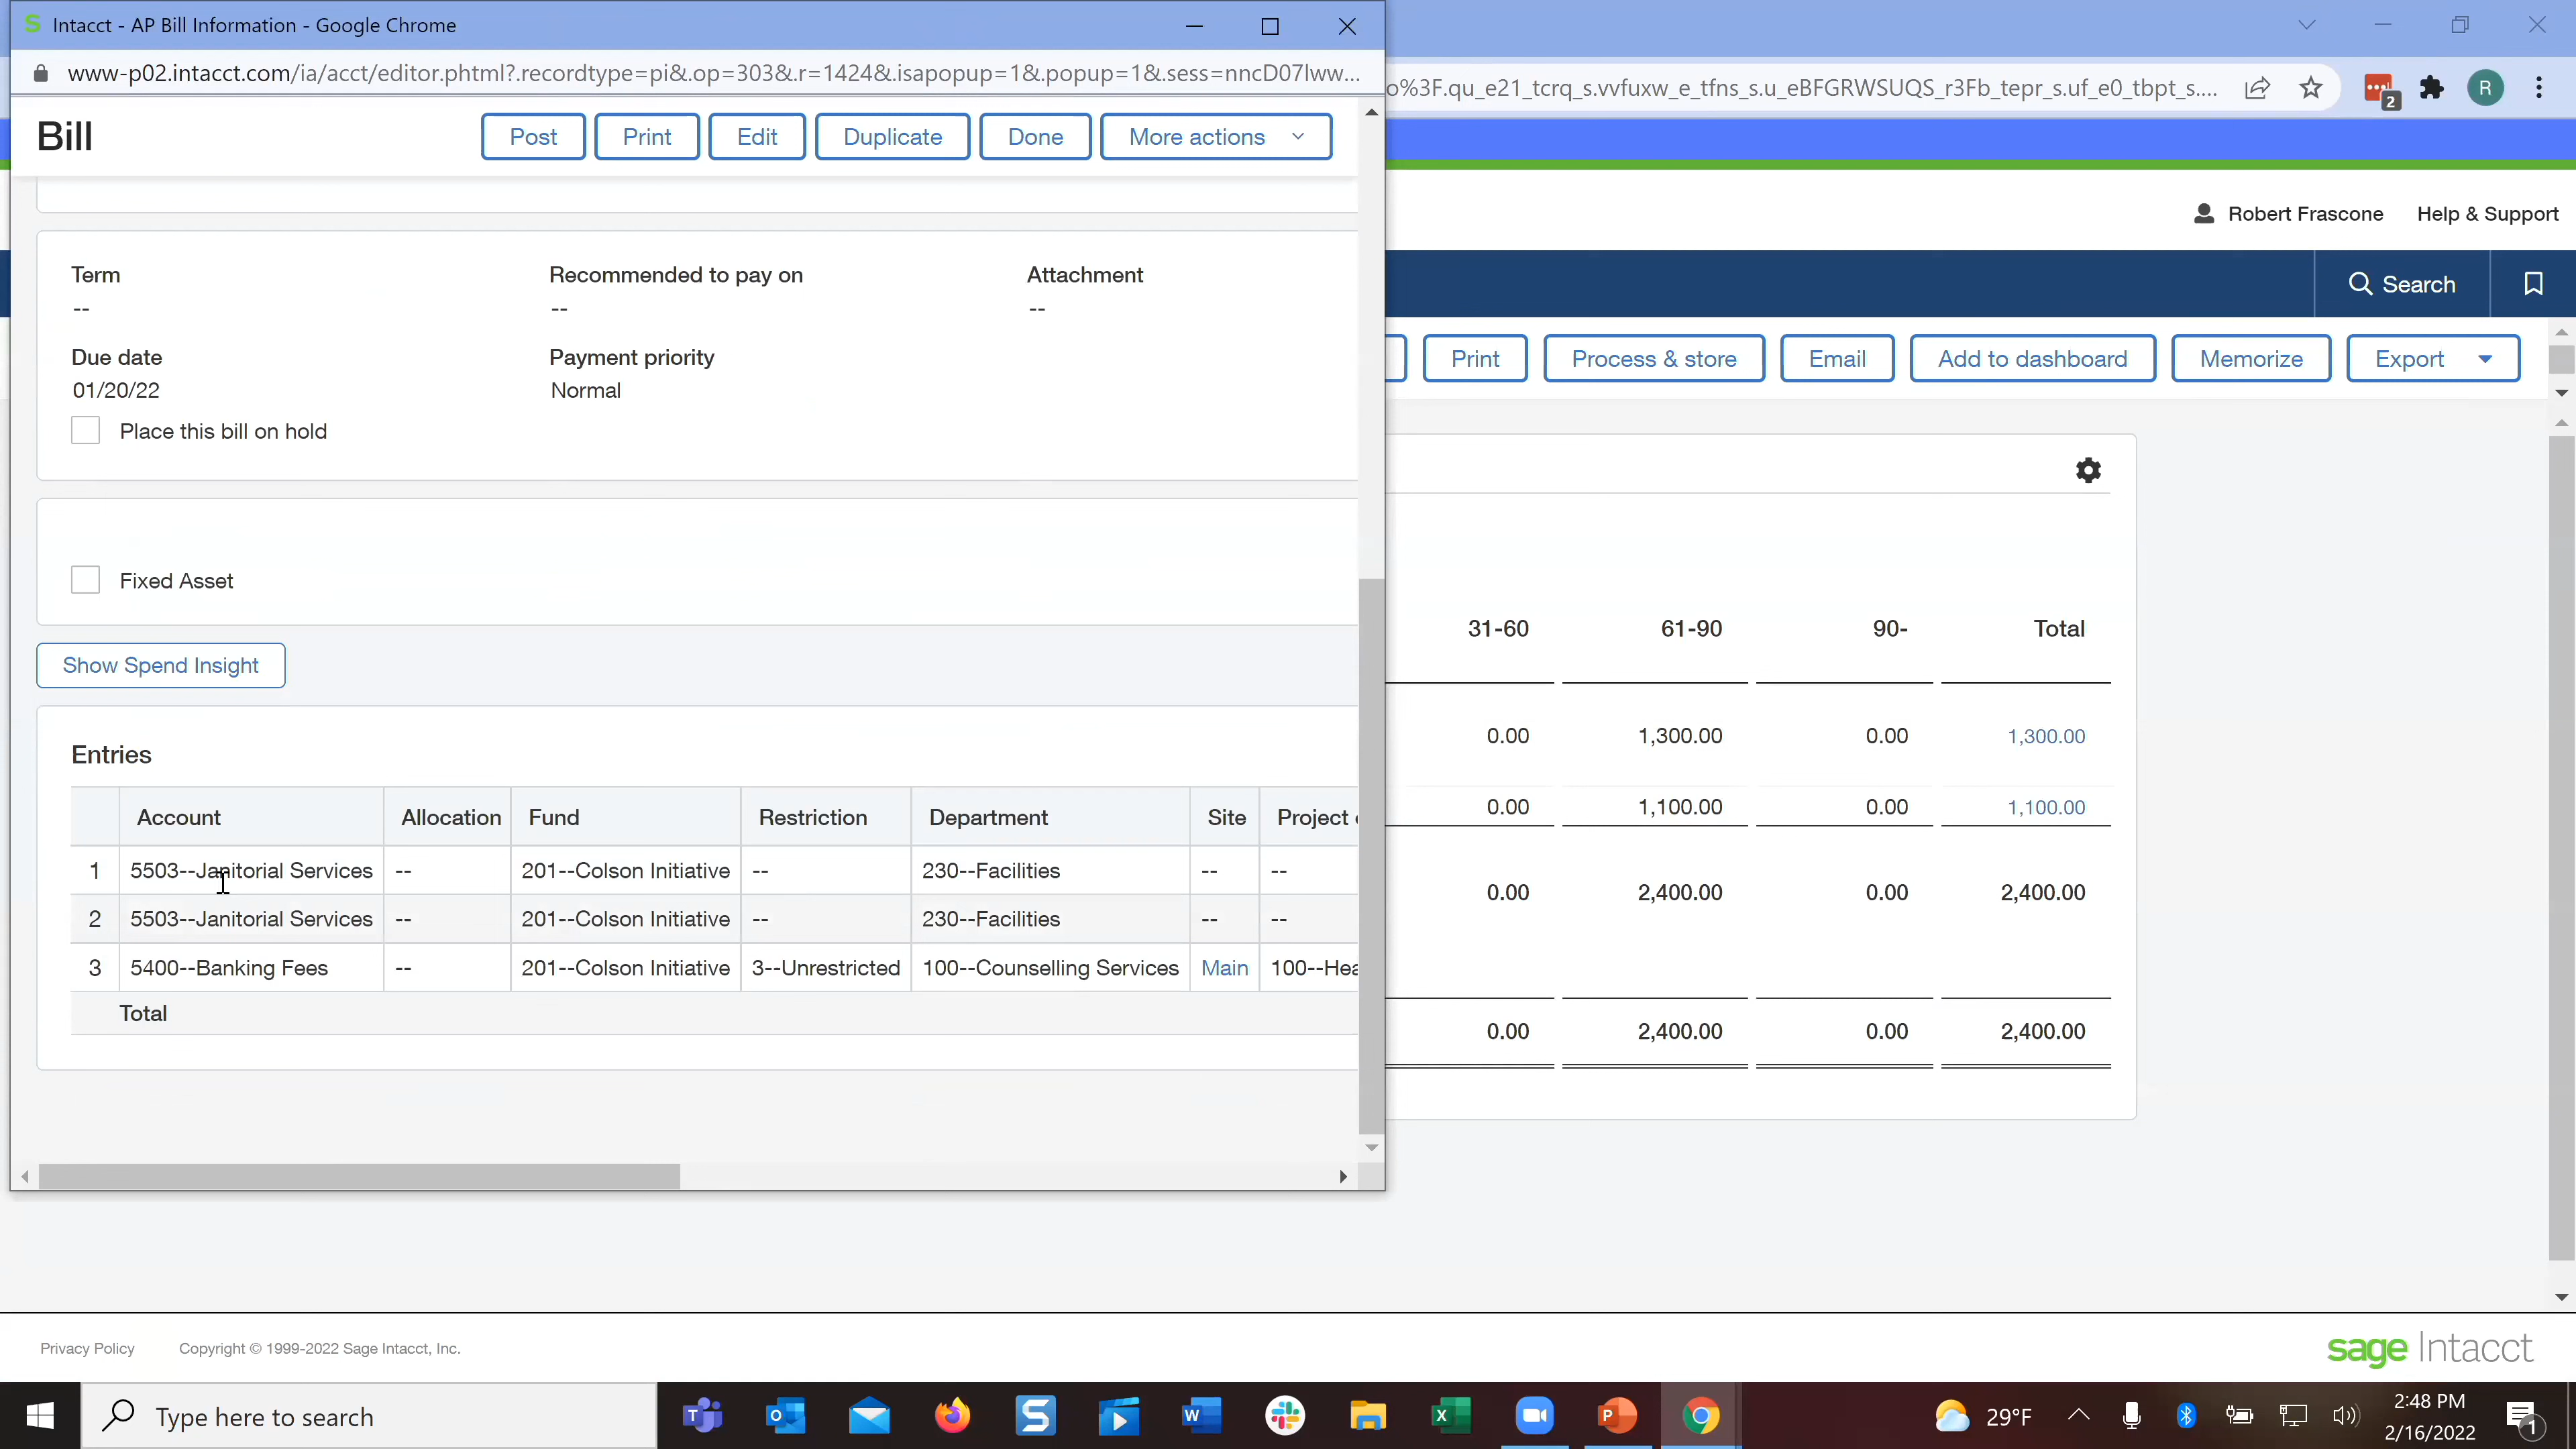 Intacct - AP Bill Information - Google Chrome
www-p02.intacct.com/ia/acct/editor.phtml?.recordtype=pi&.op=303&.r=1424&.isapopup=1&.popup=1&.sess=nncD07lww...
o%3F.qu_e21_tcrq_s.vvfuxw_e_tfns_s.u_eBFGRWSUQS_r3Fb_tepr_s.uf_e0_tbpt_s....
2
R
Bill
Post
Print
Edit
Duplicate
Done
More actions
Robert Frascone
Help & Support
Search
Print
Process & store
Email
Add to dashboard
Memorize
Export
Term
--
Recommended to pay on
--
Attachment
--
Due date
01/20/22
Payment priority
Normal
Place this bill on hold
Fixed Asset
Show Spend Insight
Entries
Account Allocation Fund Restriction Department Site Project
1 5503--Janitorial Services -- 201--Colson Initiative -- 230--Facilities -- --
2 5503--Janitorial Services -- 201--Colson Initiative -- 230--Facilities -- --
3 5400--Banking Fees -- 201--Colson Initiative 3--Unrestricted 100--Counselling Services Main 100--Hea
Total
31-60 61-90 90- Total
0.00 1,300.00 0.00 1,300.00
0.00 1,100.00 0.00 1,100.00
0.00 2,400.00 0.00 2,400.00
0.00 2,400.00 0.00 2,400.00
Privacy Policy
Copyright © 1999-2022 Sage Intacct, Inc.
sage Intacct
Type here to search
29°F
2:48 PM
2/16/2022
1